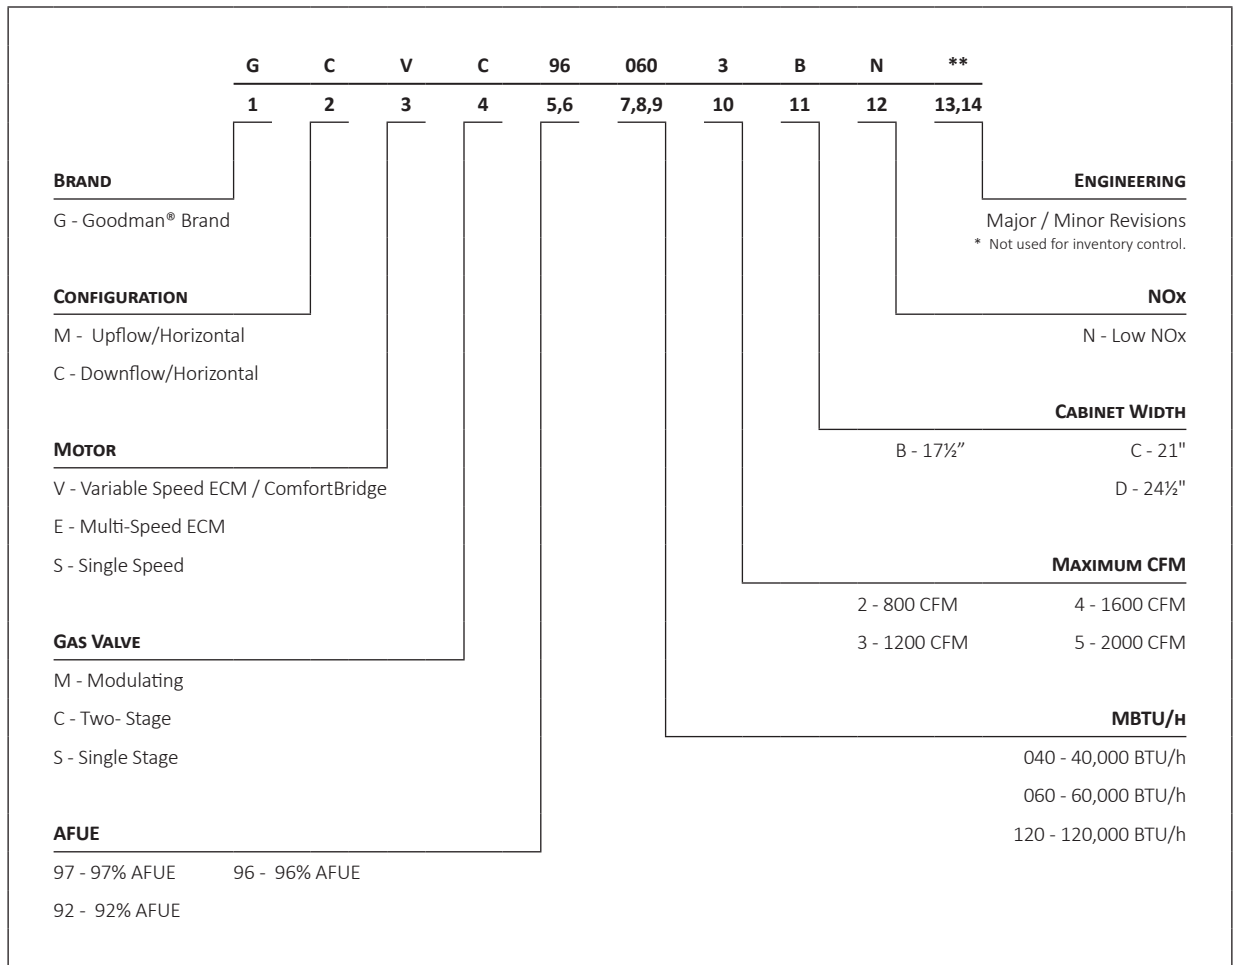 G C V C 96 060 3 B N **
1 2 3 4 5,6 7,8,9 10 11 12 13,14
BRAND
G - Goodman® Brand
ENGINEERING
Major / Minor Revisions
* Not used for inventory control.
CONFIGURATION
M - Upflow/Horizontal
C - Downflow/Horizontal
NOX
N - Low NOx
CABINET WIDTH
B - 17½” C - 21"
D - 24½"
MOTOR
V - Variable Speed ECM / ComfortBridge
E - Multi-Speed ECM
S - Single Speed
MAXIMUM CFM
2 - 800 CFM 4 - 1600 CFM
3 - 1200 CFM 5 - 2000 CFM
GAS VALVE
M - Modulating
C - Two- Stage
S - Single Stage
MBTU/H
040 - 40,000 BTU/h
060 - 60,000 BTU/h
120 - 120,000 BTU/h
AFUE
97 - 97% AFUE 96 - 96% AFUE
92 - 92% AFUE